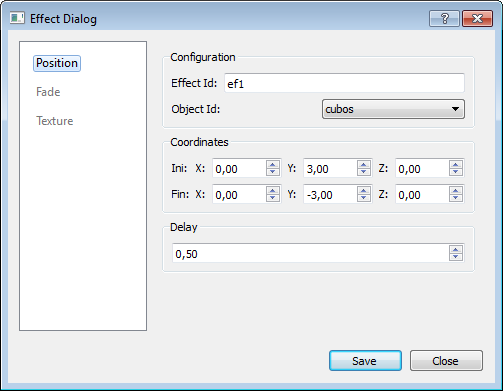 Effect Dialog
Position
Fade
Texture
Configuration
Effect Id: ef1
Object Id: cubos
Coordinates
Ini: X: 0,00 Y: 3,00 Z: 0,00
Fin: X: 0,00 Y: -3,00 Z: 0,00
Delay
0,50
Save Close